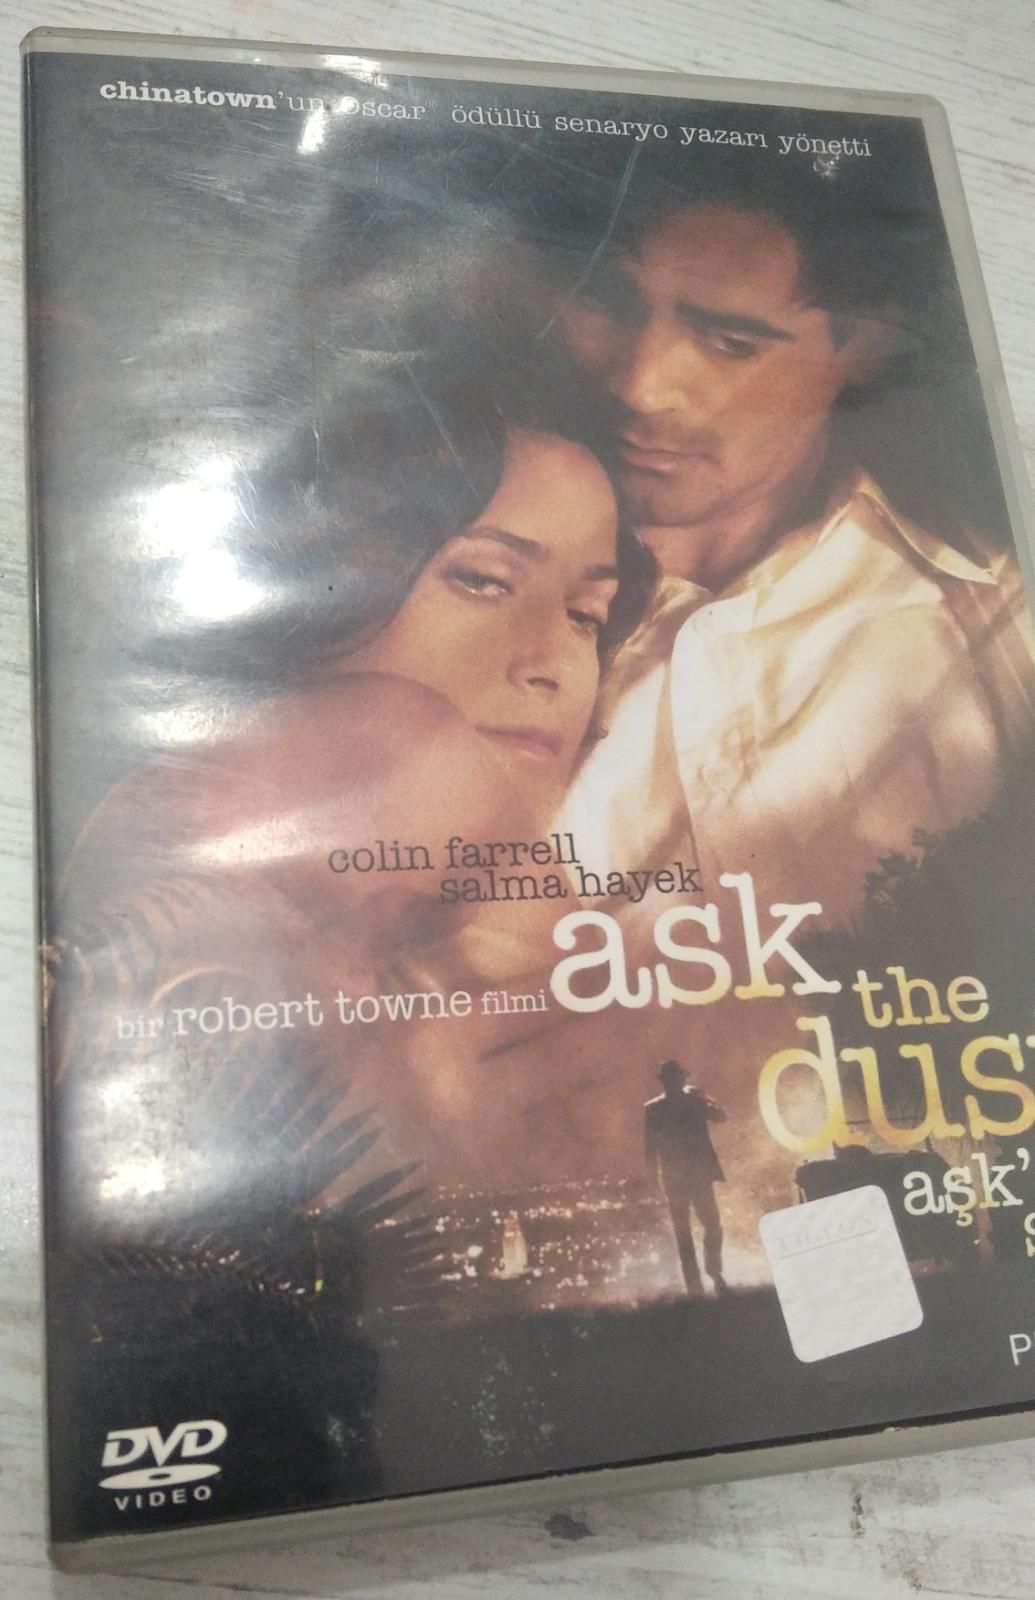 chinatown'un Oscar® ödüllü senaryo yazarı yönetti
colin farrell
salma hayek
bir robert towne filmi
ask
the
dus
aşk'
s
P
DVD
VIDEO